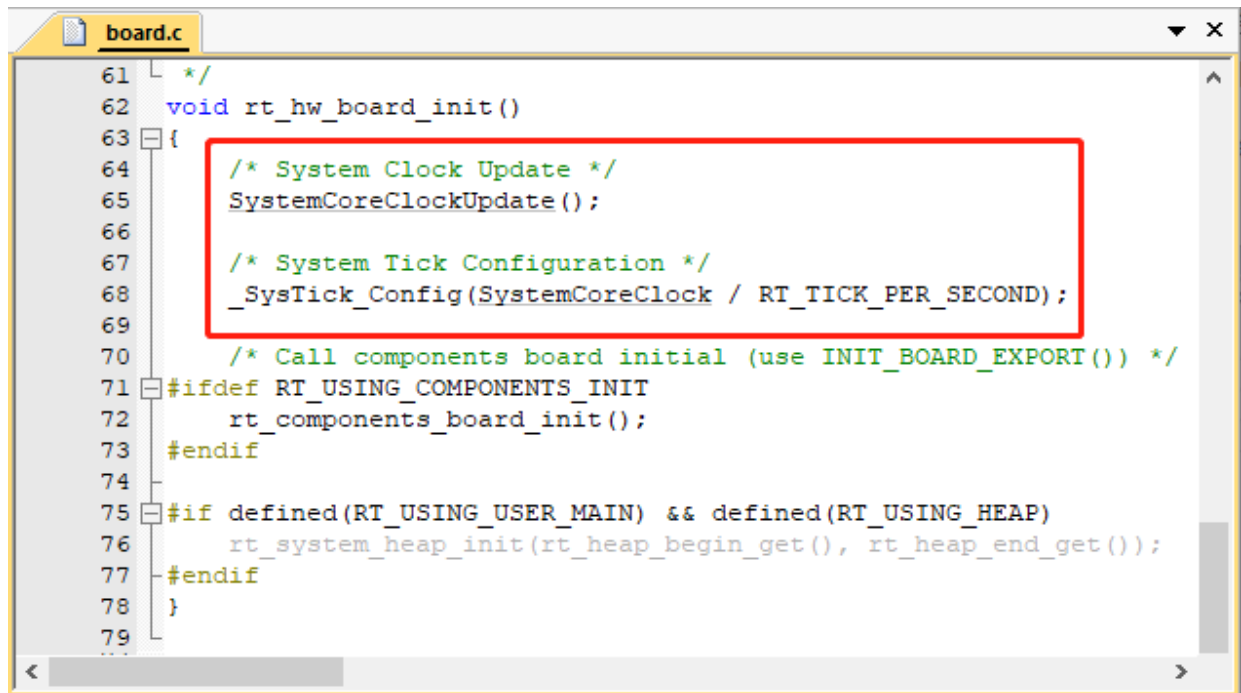 board.c
61 */
62 void rt_hw_board_init()
63 {
64 /* System Clock Update */
65 SystemCoreClockUpdate();
66
67 /* System Tick Configuration */
68 _SysTick_Config(SystemCoreClock / RT_TICK_PER_SECOND);
69
70 /* Call components board initial (use INIT_BOARD_EXPORT()) */
71 #ifdef RT_USING_COMPONENTS_INIT
72 rt_components_board_init();
73 #endif
74
75 #if defined(RT_USING_USER_MAIN) && defined(RT_USING_HEAP)
76 rt_system_heap_init(rt_heap_begin_get(), rt_heap_end_get());
77 #endif
78 }
79